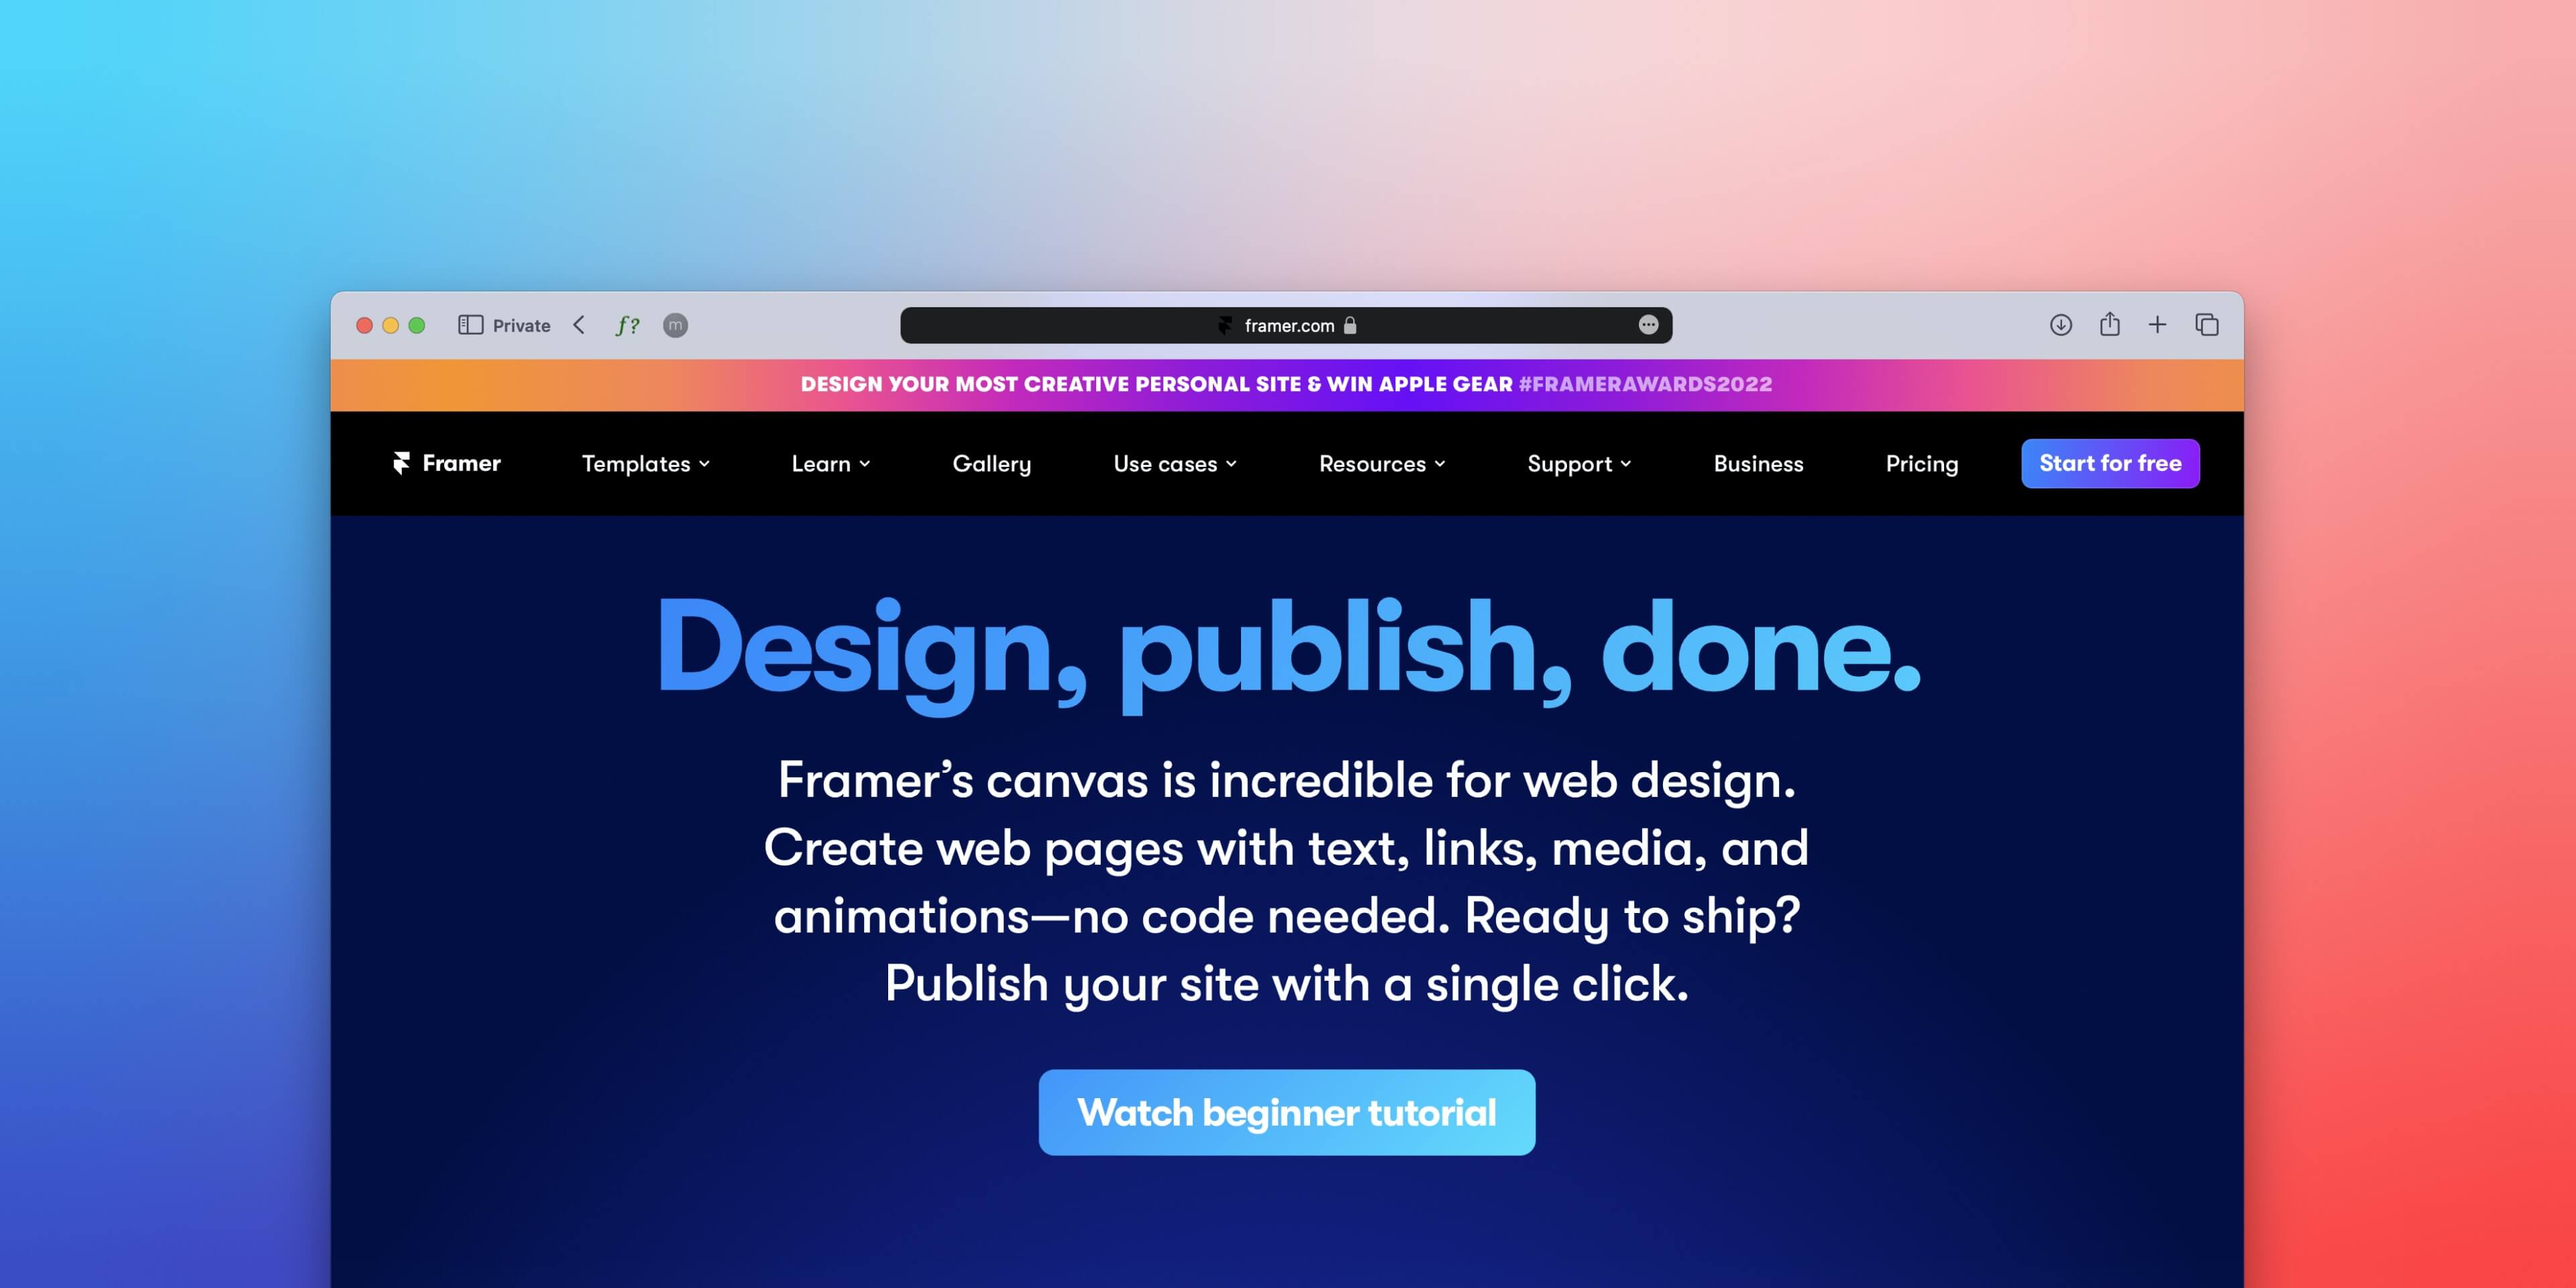 Private
ƒ?
m
framer.com
DESIGN YOUR MOST CREATIVE PERSONAL SITE & WIN APPLE GEAR #FRAMERAWARDS2022
Framer Templates Learn Gallery Use cases Resources Support Business Pricing Start for free
Design, publish, done.
Framer’s canvas is incredible for web design.
Create web pages with text, links, media, and
animations—no code needed. Ready to ship?
Publish your site with a single click.
Watch beginner tutorial